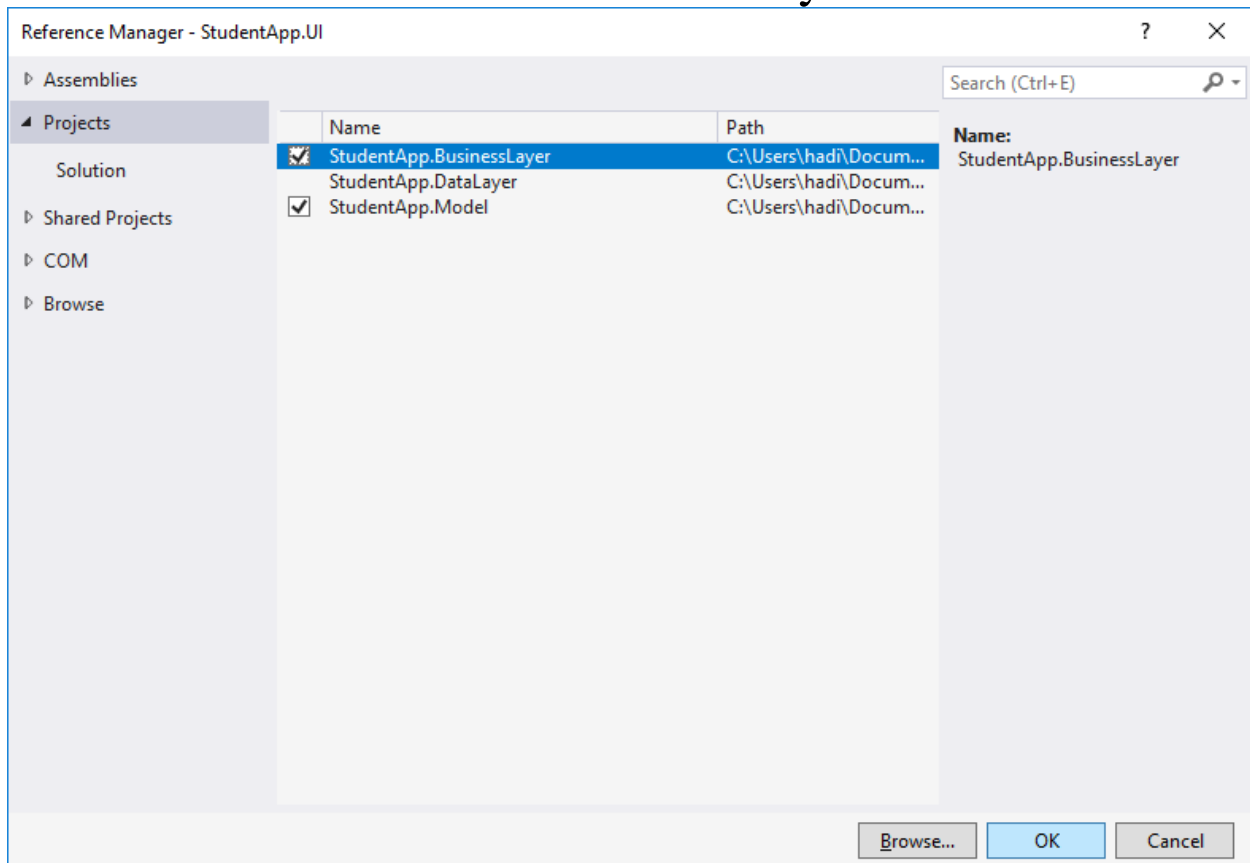 Reference Manager - StudentApp.UI
?
Assemblies
Search (Ctrl+E)
Projects
Solution
Shared Projects
COM
Browse
Name Path
StudentApp.BusinessLayer C:\Users\hadi\Docum...
StudentApp.DataLayer C:\Users\hadi\Docum...
StudentApp.Model C:\Users\hadi\Docum...
Name:
StudentApp.BusinessLayer
Browse...
OK
Cancel